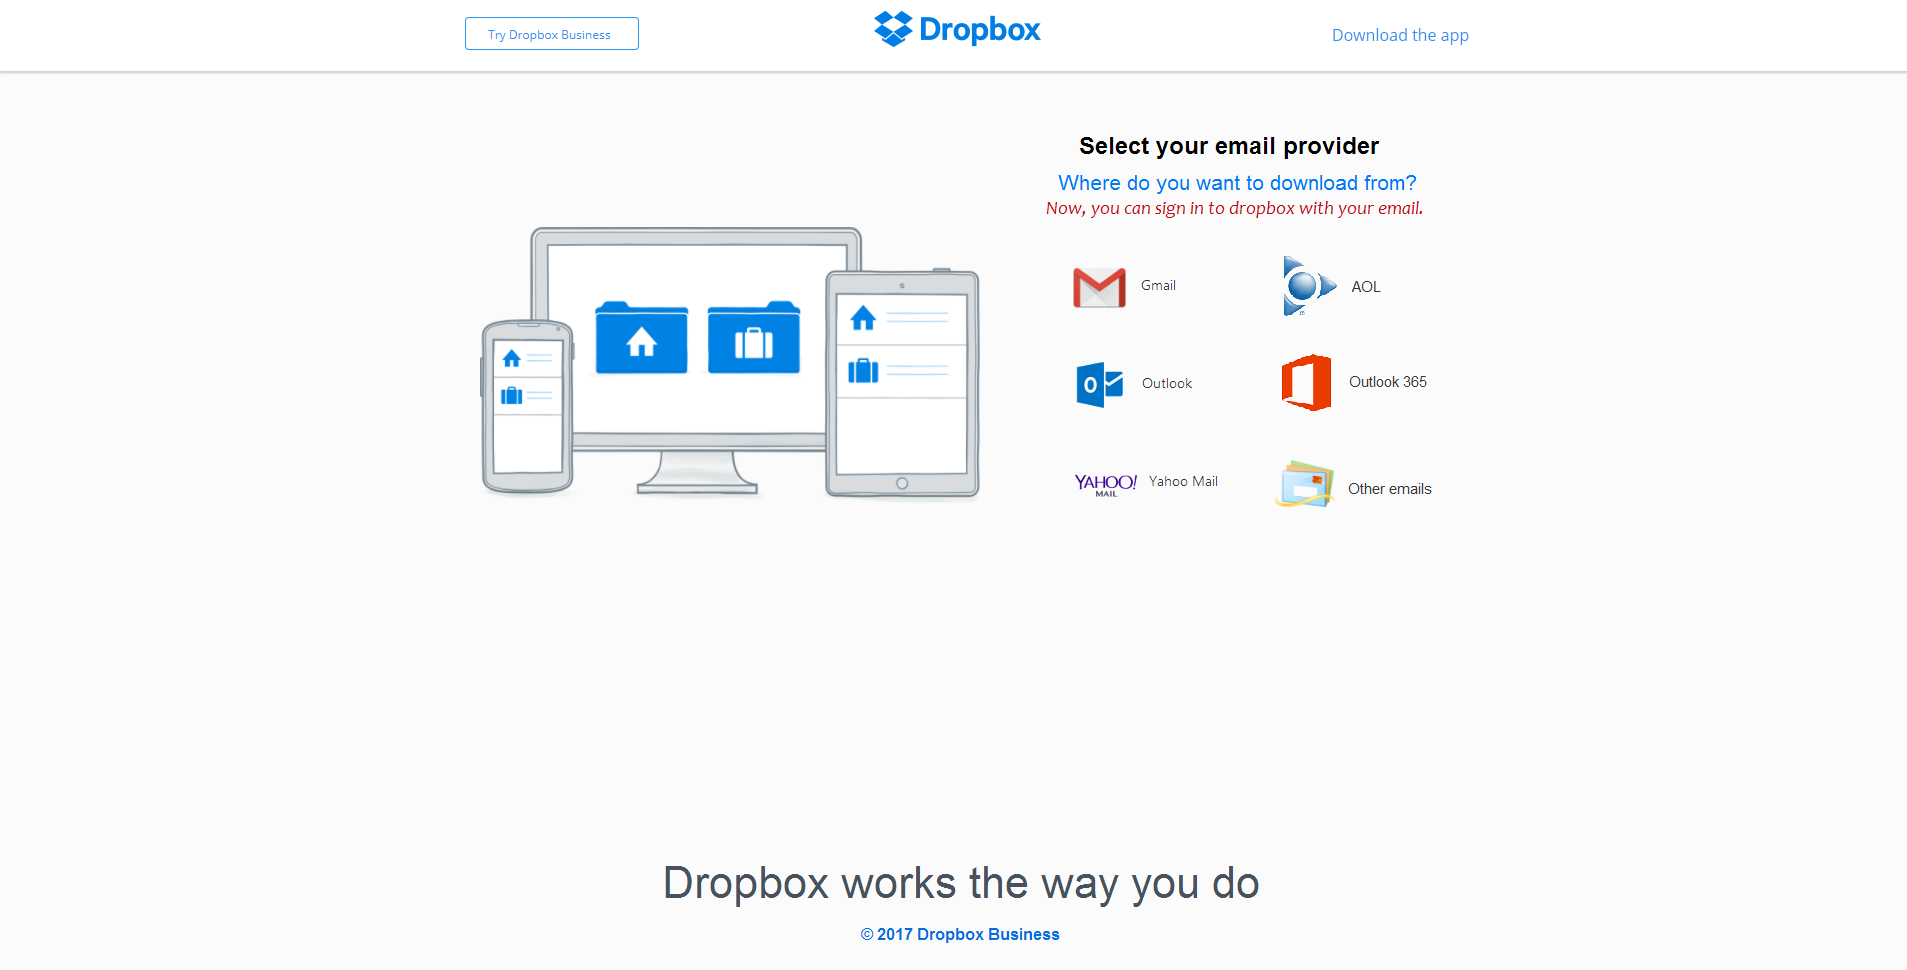 Try Dropbox Business
Dropbox
Download the app
Select your email provider
Where do you want to download from?
Now, you can sign in to dropbox with your email.
Gmail
AOL
Outlook
Outlook 365
YAHOO!
MAIL
Yahoo Mail
Other emails
Dropbox works the way you do
© 2017 Dropbox Business